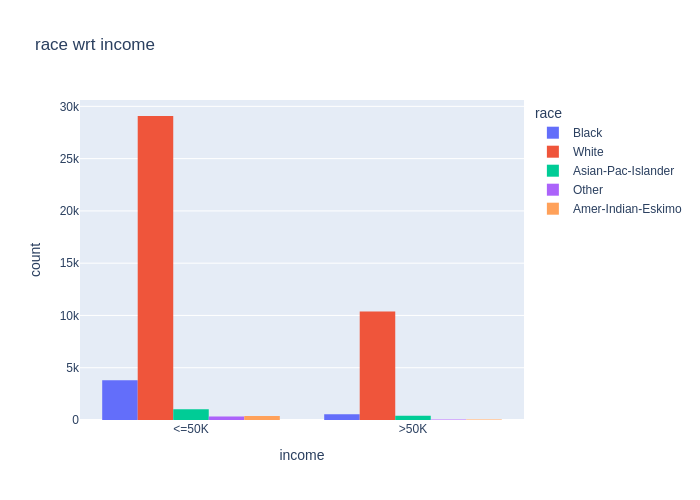 race wrt income
30k
25k
20k
15k
10k
5k
0
count
<=50K
>50K
income
race
Black
White
Asian-Pac-Islander
Other
Amer-Indian-Eskimo